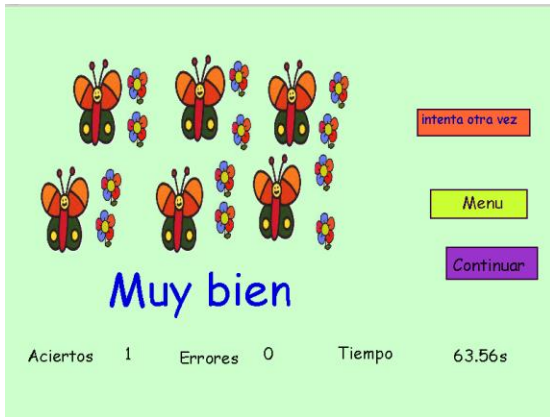 intenta otra vez
Menu
Continuar
Muy bien
Aciertos 1 Errores 0 Tiempo 63.56s